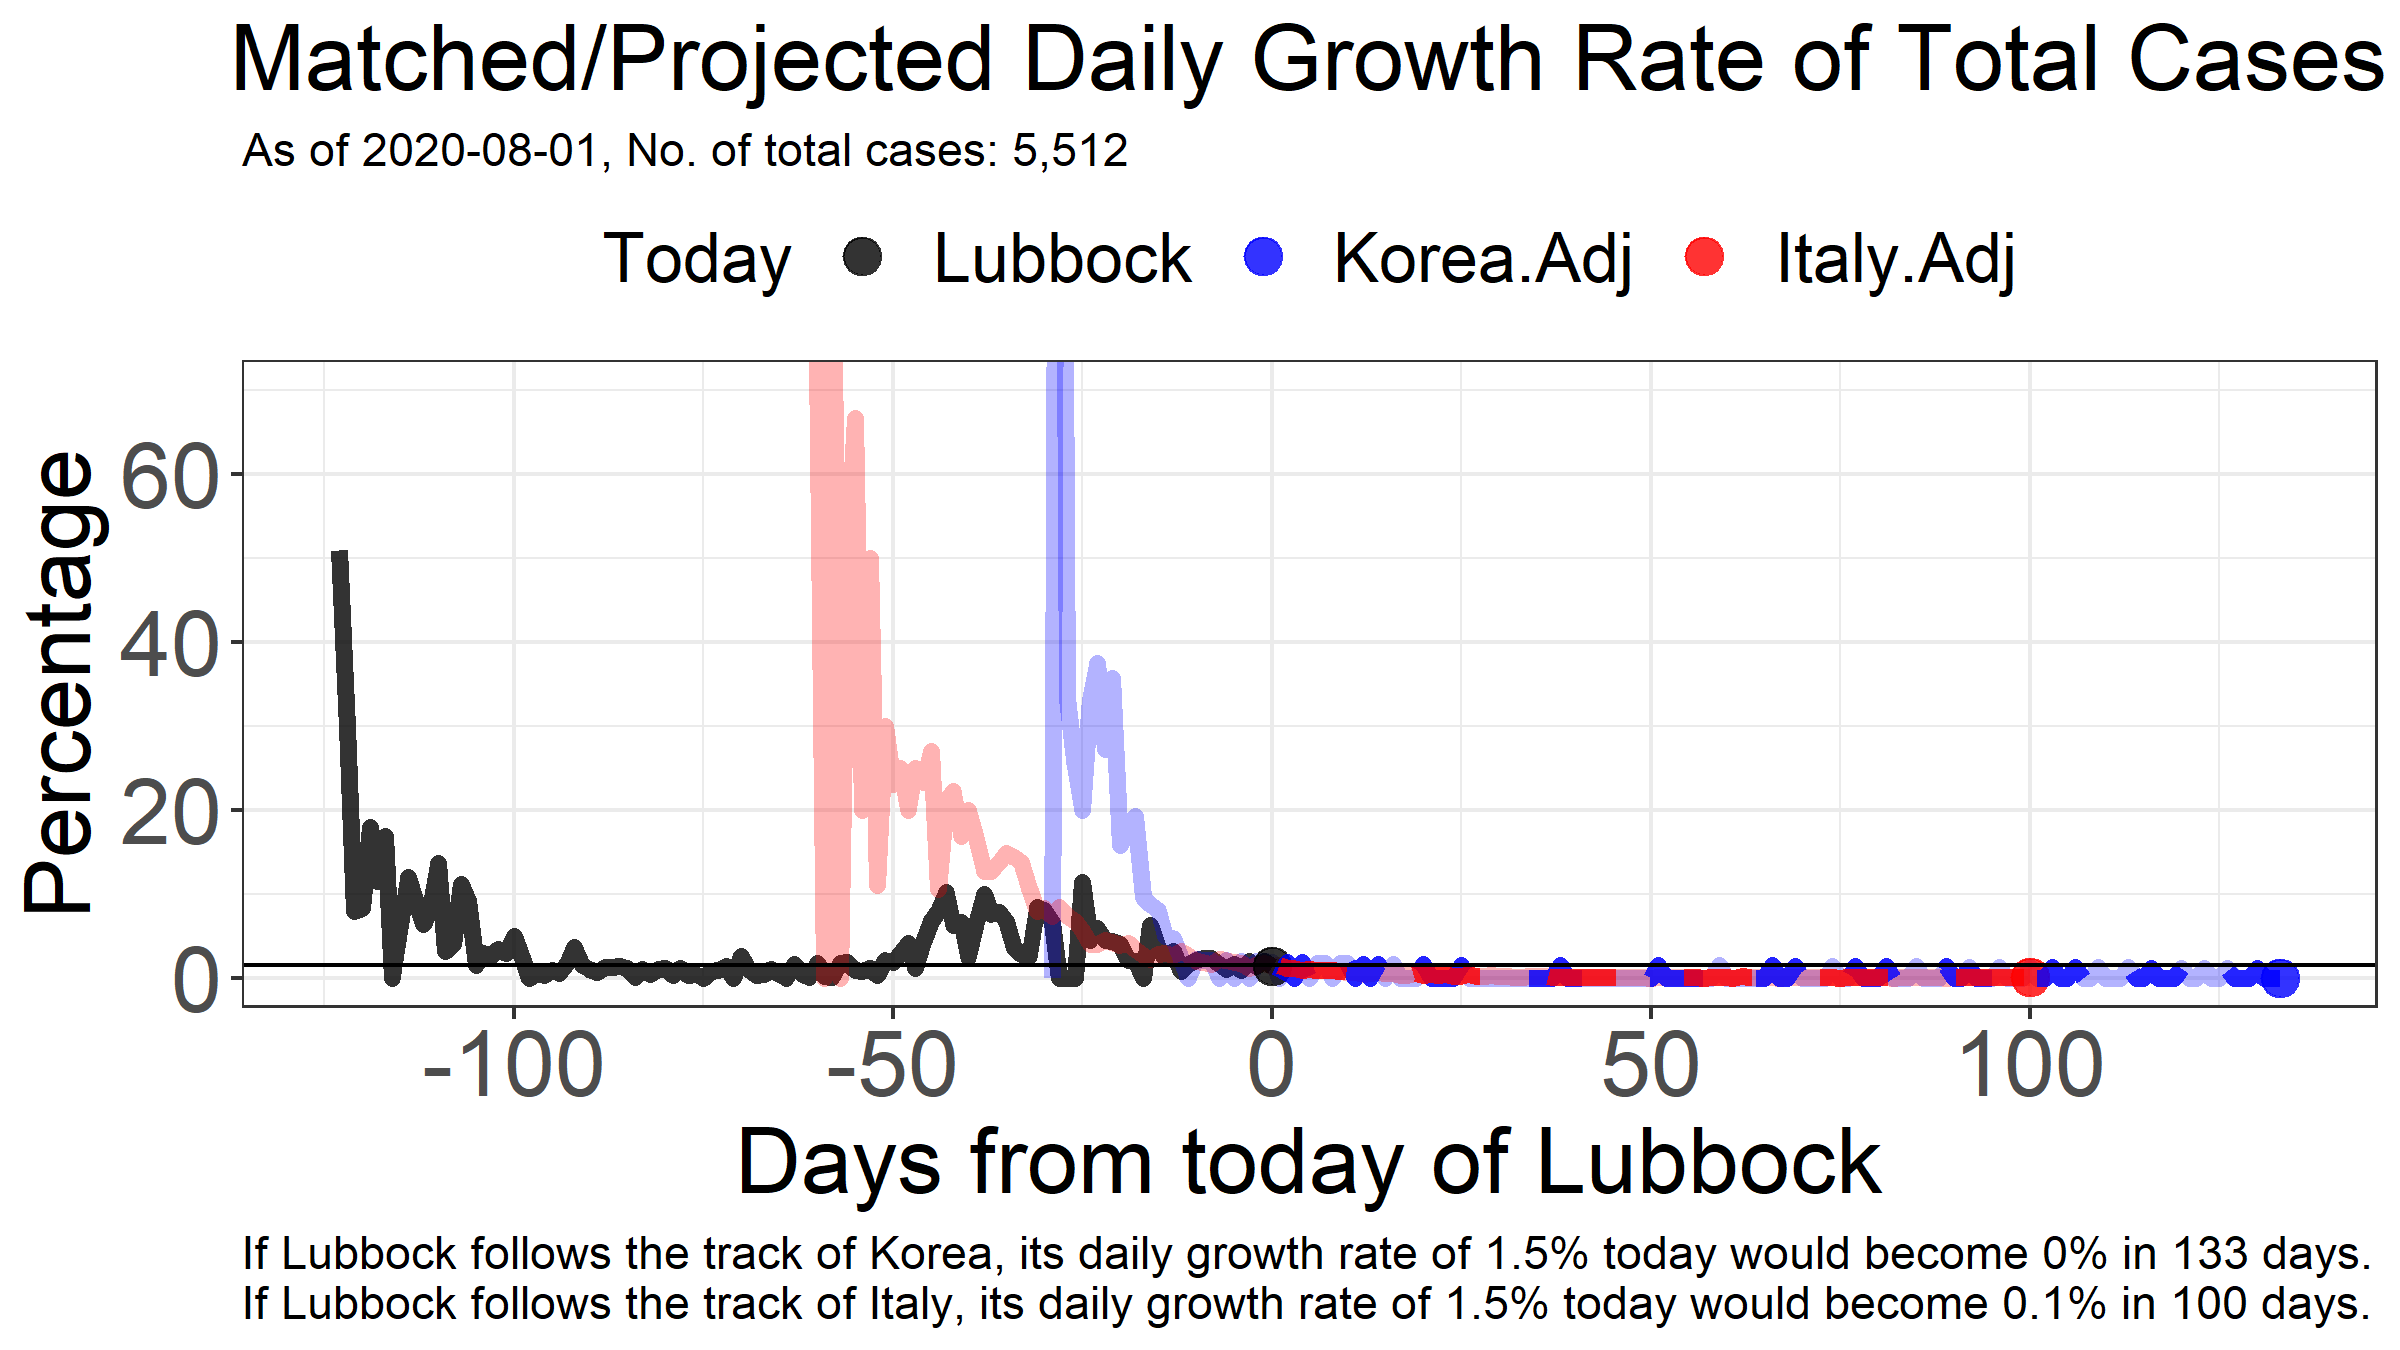 Matched/Projected Daily Growth Rate of Total Cases
As of 2020-08-01, No. of total cases: 5,512
Today Lubbock Korea.Adj Italy.Adj
Percentage
60
40
20
0
-100 -50 0 50 100
Days from today of Lubbock
If Lubbock follows the track of Korea, its daily growth rate of 1.5% today would become 0% in 133 days.
If Lubbock follows the track of Italy, its daily growth rate of 1.5% today would become 0.1% in 100 days.